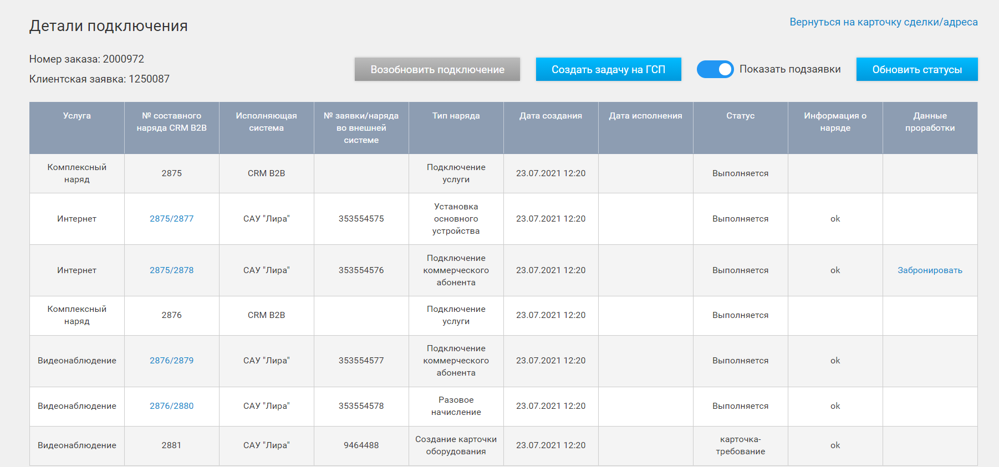 Детали подключения
Вернуться на карточку сделки/адреса
Номер заказа: 2000972
Клиентская заявка: 1250087
Возобновить подключение
Создать задачу на ГСП
Показать подзаявки
Обновить статусы
Услуга
№ составного
наряда CRM B2B
Исполняющая
система
№ заявки/наряда
во внешней
системе
Тип наряда
Дата создания
Дата исполнения
Статус
Информация о
наряде
Данные
проработки
Комплексный
наряд
2875
CRM B2B
Подключение
услуги
23.07.2021 12:20
Выполняется
Интернет
2875/2877
САУ "Лира"
353554575
Установка
основного
устройства
23.07.2021 12:20
Выполняется
ok
Интернет
2875/2878
САУ "Лира"
353554576
Подключение
коммерческого
абонента
23.07.2021 12:20
Выполняется
ok
Забронировать
Комплексный
наряд
2876
CRM B2B
Подключение
услуги
23.07.2021 12:20
Выполняется
Видеонаблюдение
2876/2879
САУ "Лира"
353554577
Подключение
коммерческого
абонента
23.07.2021 12:20
Выполняется
ok
Видеонаблюдение
2876/2880
САУ "Лира"
353554578
Разовое
начисление
23.07.2021 12:20
Выполняется
ok
Видеонаблюдение
2881
САУ "Лира"
9464488
Создание карточки
оборудования
23.07.2021 12:20
карточка-
требование
ok